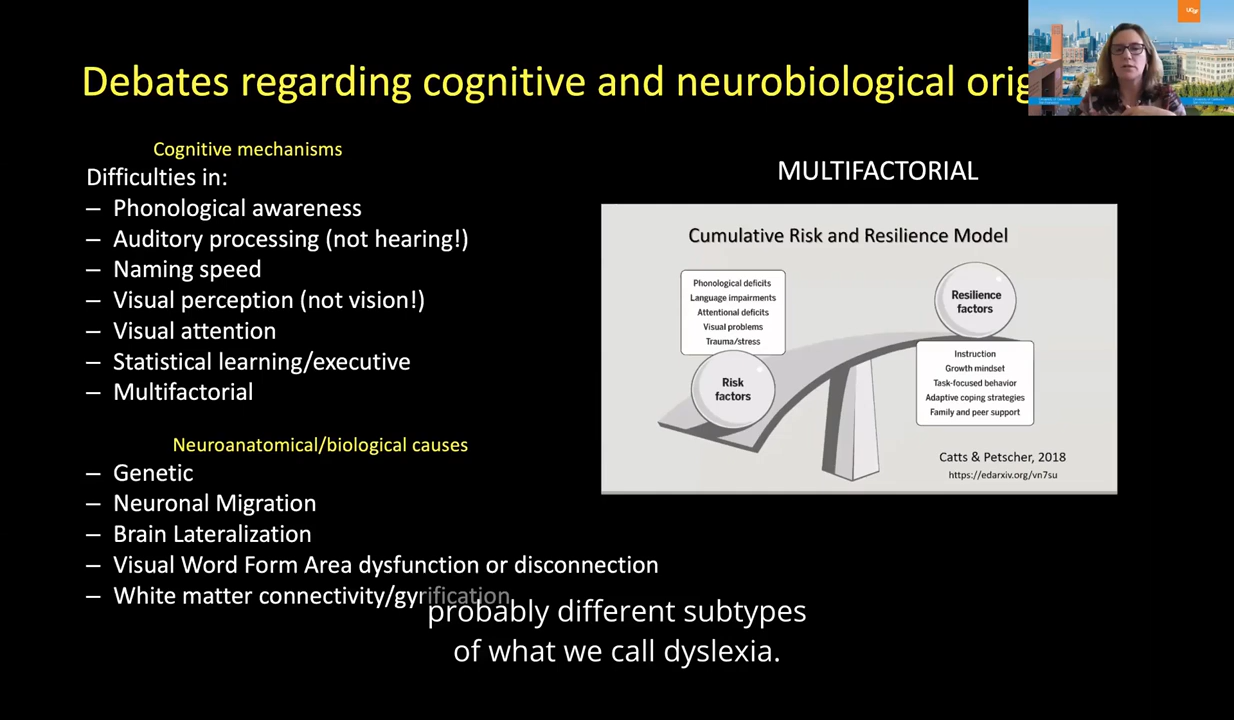 Debates regarding cognitive and neurobiological orig
Cognitive mechanisms
Difficulties in:
– Phonological awareness
– Auditory processing (not hearing!)
– Naming speed
– Visual perception (not vision!)
– Visual attention
– Statistical learning/executive
– Multifactorial
Neuroanatomical/biological causes
– Genetic
– Neuronal Migration
– Brain Lateralization
– Visual Word Form Area dysfunction or disconnection
– White matter connectivity/gyrification
MULTIFACTORIAL
Cumulative Risk and Resilience Model
Phonological deficits
Language impairments
Attentional deficits
Visual problems
Trauma/stress
Risk
factors
Resilience
factors
Instruction
Growth mindset
Task-focused behavior
Adaptive coping strategies
Family and peer support
Catts & Petscher, 2018
https://edarxiv.org/vn7su
probably different subtypes
of what we call dyslexia.